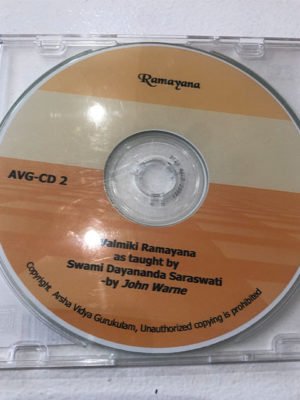 Ramayana
AVG-CD 2
Valmiki Ramayana
as taught by
Swami Dayananda Saraswati
-by John Warne
Copyright Arsha Vidya Gurukulam, Unauthorized copying is prohibited